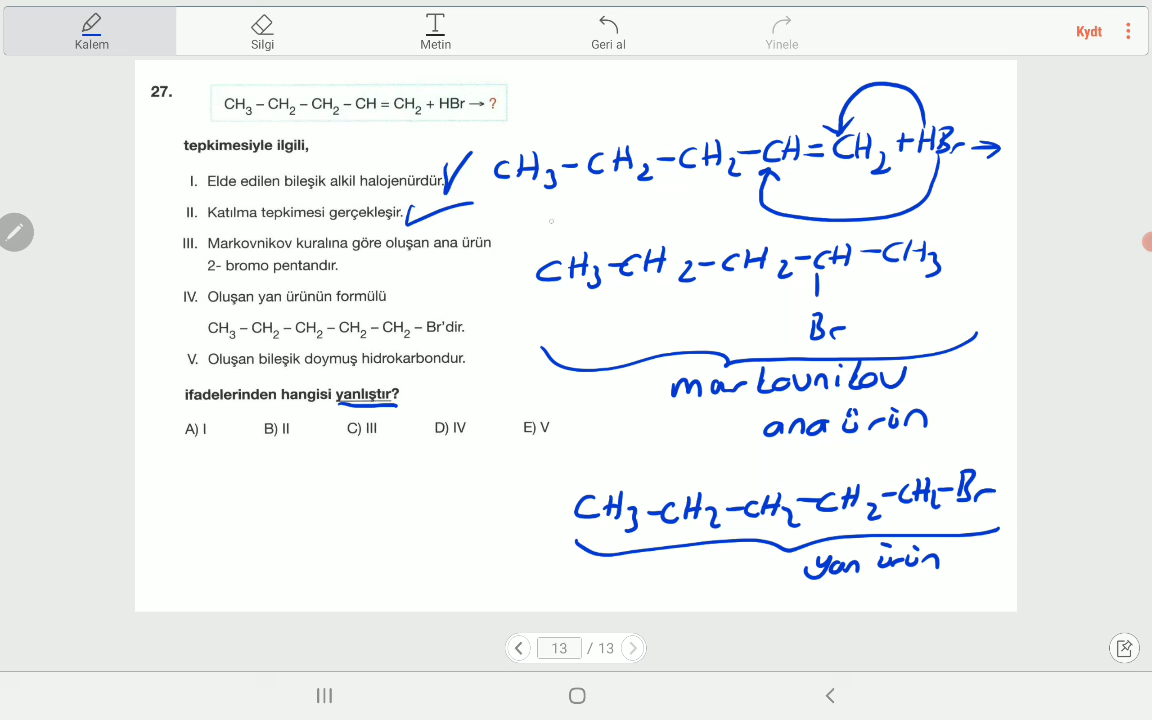 Kalem
Silgi
Metin
Geri al
Yinele
Kydt
27.
CH₃ – CH₂ – CH₂ – CH = CH₂ + HBr → ?
tepkimesiyle ilgili,
I. Elde edilen bileşik alkil halojenürdür.
II. Katılma tepkimesi gerçekleşir.
III. Markovnikov kuralına göre oluşan ana ürün
2- bromo pentandır.
IV. Oluşan yan ürünün formülü
CH₃ – CH₂ – CH₂ – CH₂ – CH₂ – Br'dir.
V. Oluşan bileşik doymuş hidrokarbondur.
ifadelerinden hangisi yanlıştır?
A) I B) II C) III D) IV E) V
CH3-CH2-CH2-CH=CH2+HBr→
CH3-CH2-CH2-CH-CH3
Br
markovnikov
ana ürün
CH3-CH2-CH2-CH2-CH2-Br
yan ürün
13 / 13